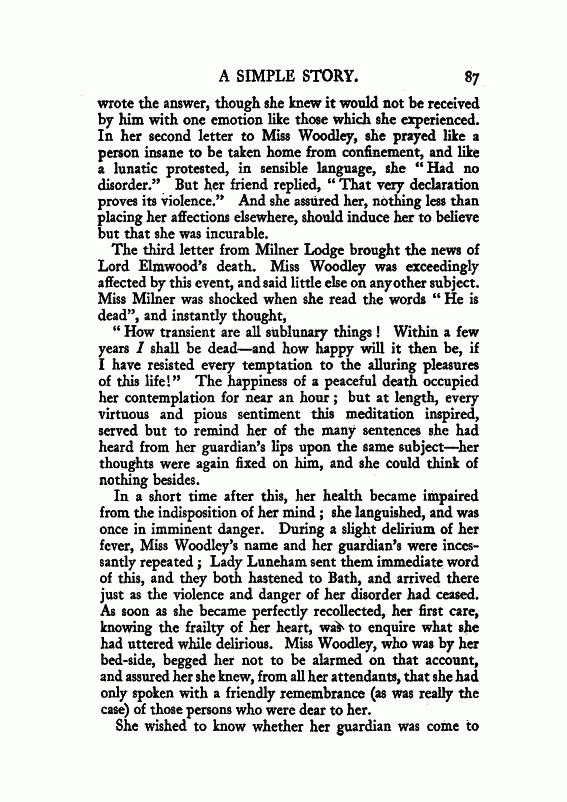 A SIMPLE STORY. 87
wrote the answer, though she knew it would not be received
by him with one emotion like those which she experienced.
In her second letter to Miss Woodley, she prayed like a
person insane to be taken home from confinement, and like
a lunatic protested, in sensible language, she “ Had no
disorder.” But her friend replied, “ That very declaration
proves its violence.” And she assured her, nothing less than
placing her affections elsewhere, should induce her to believe
but that she was incurable.
The third letter from Milner Lodge brought the news of
Lord Elmwood’s death. Miss Woodley was exceedingly
affected by this event, and said little else on any other subject.
Miss Milner was shocked when she read the words “ He is
dead”, and instantly thought,
“ How transient are all sublunary things ! Within a few
years I shall be dead—and how happy will it then be, if
I have resisted every temptation to the alluring pleasures
of this life!” The happiness of a peaceful death occupied
her contemplation for near an hour ; but at length, every
virtuous and pious sentiment this meditation inspired,
served but to remind her of the many sentences she had
heard from her guardian’s lips upon the same subject—her
thoughts were again fixed on him, and she could think of
nothing besides.
In a short time after this, her health became impaired
from the indisposition of her mind ; she languished, and was
once in imminent danger. During a slight delirium of her
fever, Miss Woodley’s name and her guardian’s were inces-
santly repeated ; Lady Luneham sent them immediate word
of this, and they both hastened to Bath, and arrived there
just as the violence and danger of her disorder had ceased.
As soon as she became perfectly recollected, her first care,
knowing the frailty of her heart, was to enquire what she
had uttered while delirious. Miss Woodley, who was by her
bed-side, begged her not to be alarmed on that account,
and assured her she knew, from all her attendants, that she had
only spoken with a friendly remembrance (as was really the
case) of those persons who were dear to her.
She wished to know whether her guardian was come to